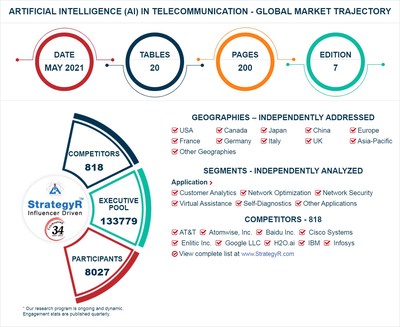 ARTIFICIAL INTELLIGENCE (AI) IN TELECOMMUNICATION - GLOBAL MARKET TRAJECTORY
DATE
MAY 2021
TABLES
20
PAGES
200
EDITION
7
COMPETITORS
818
EXECUTIVE
POOL
133779
PARTICIPANTS
8027
StrategyR
Influencer Driven
34
GEOGRAPHIES – INDEPENDENTLY ADDRESSED
USA Canada Japan China Europe
France Germany Italy UK Asia-Pacific
Other Geographies
SEGMENTS - INDEPENDENTLY ANALYZED
Application >
Customer Analytics Network Optimization Network Security
Virtual Assistance Self-Diagnostics Other Applications
COMPETITORS - 818
AT&T Atomwise, Inc. Baidu Inc. Cisco Systems
Enlitic Inc. Google LLC H2O.ai IBM Infosys
View complete list at www.StrategyR.com
* Our research program is ongoing and dynamic.
Engagement stats are published quarterly.